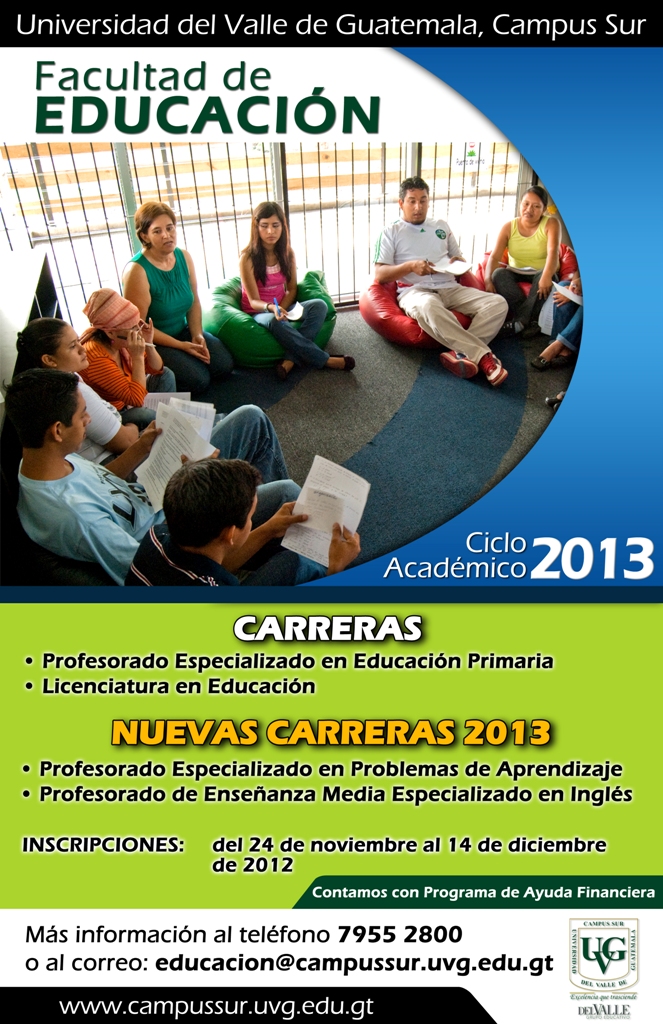 Universidad del Valle de Guatemala, Campus Sur
Facultad de
EDUCACIÓN
Ciclo
Académico 2013
CARRERAS
• Profesorado Especializado en Educación Primaria
• Licenciatura en Educación
NUEVAS CARRERAS 2013
• Profesorado Especializado en Problemas de Aprendizaje
• Profesorado de Enseñanza Media Especializado en Inglés
INSCRIPCIONES: del 24 de noviembre al 14 de diciembre
de 2012
Contamos con Programa de Ayuda Financiera
Más información al teléfono 7955 2800
o al correo: educacion@campussur.uvg.edu.gt
www.campussur.uvg.edu.gt
CAMPUS SUR
UNIVERSIDAD
UVG
GUATEMALA
DEL VALLE DE
Excelencia que trasciende
DEL VALLE
GRUPO EDUCATIVO